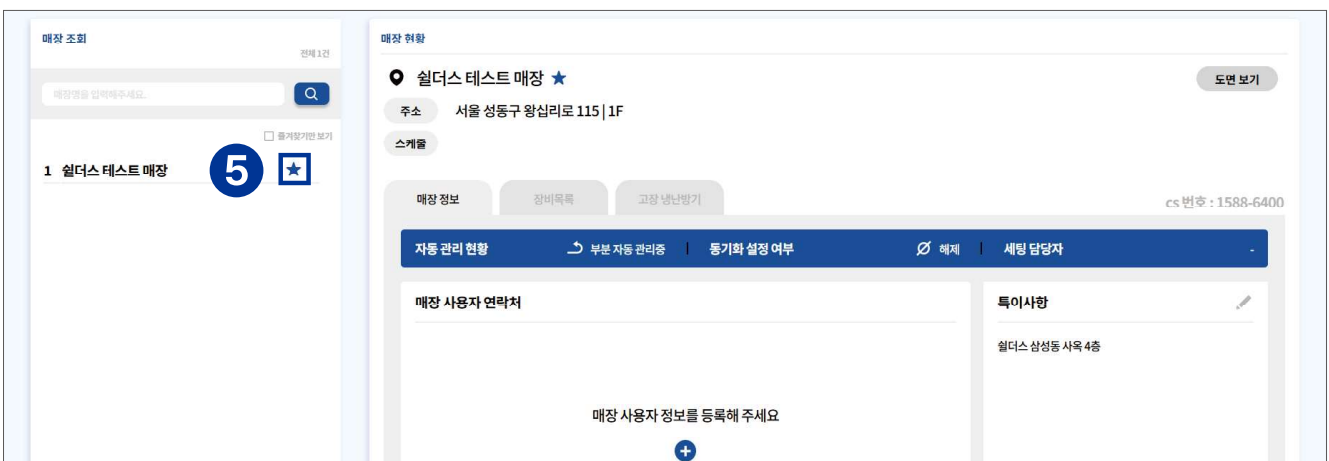 매장 조회
전체 1건
매장명을 입력해주세요.
즐겨찾기만 보기
1 쉴더스 테스트 매장
5
매장 현황
쉴더스 테스트 매장
도면 보기
주소 서울 성동구 왕십리로 115 | 1F
스케줄
매장 정보 장비목록 고장 냉난방기
cs 번호 : 1588-6400
자동 관리 현황 부분 자동 관리중 동기화 설정 여부 해제 세팅 담당자 -
매장 사용자 연락처
특이사항
쉴더스 삼성동 사옥 4층
매장 사용자 정보를 등록해 주세요